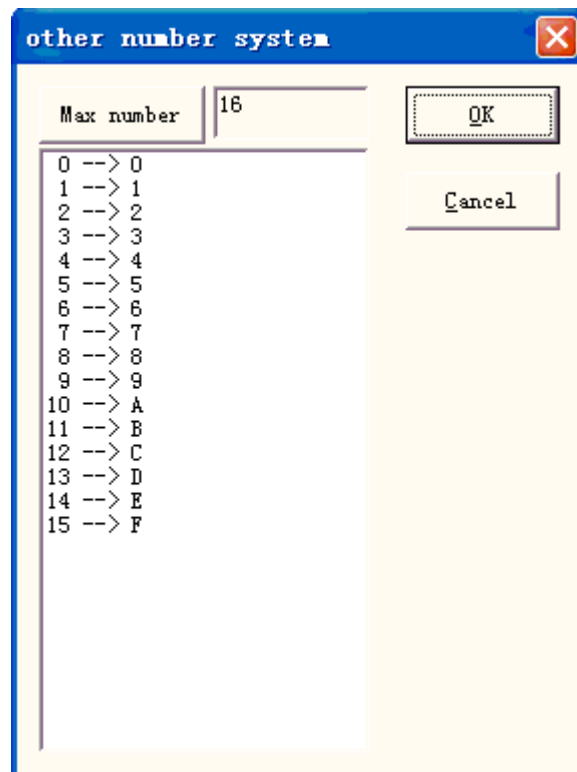 other number system
Max number 16 OK
Cancel
0 --> 0
1 --> 1
2 --> 2
3 --> 3
4 --> 4
5 --> 5
6 --> 6
7 --> 7
8 --> 8
9 --> 9
10 --> A
11 --> B
12 --> C
13 --> D
14 --> E
15 --> F